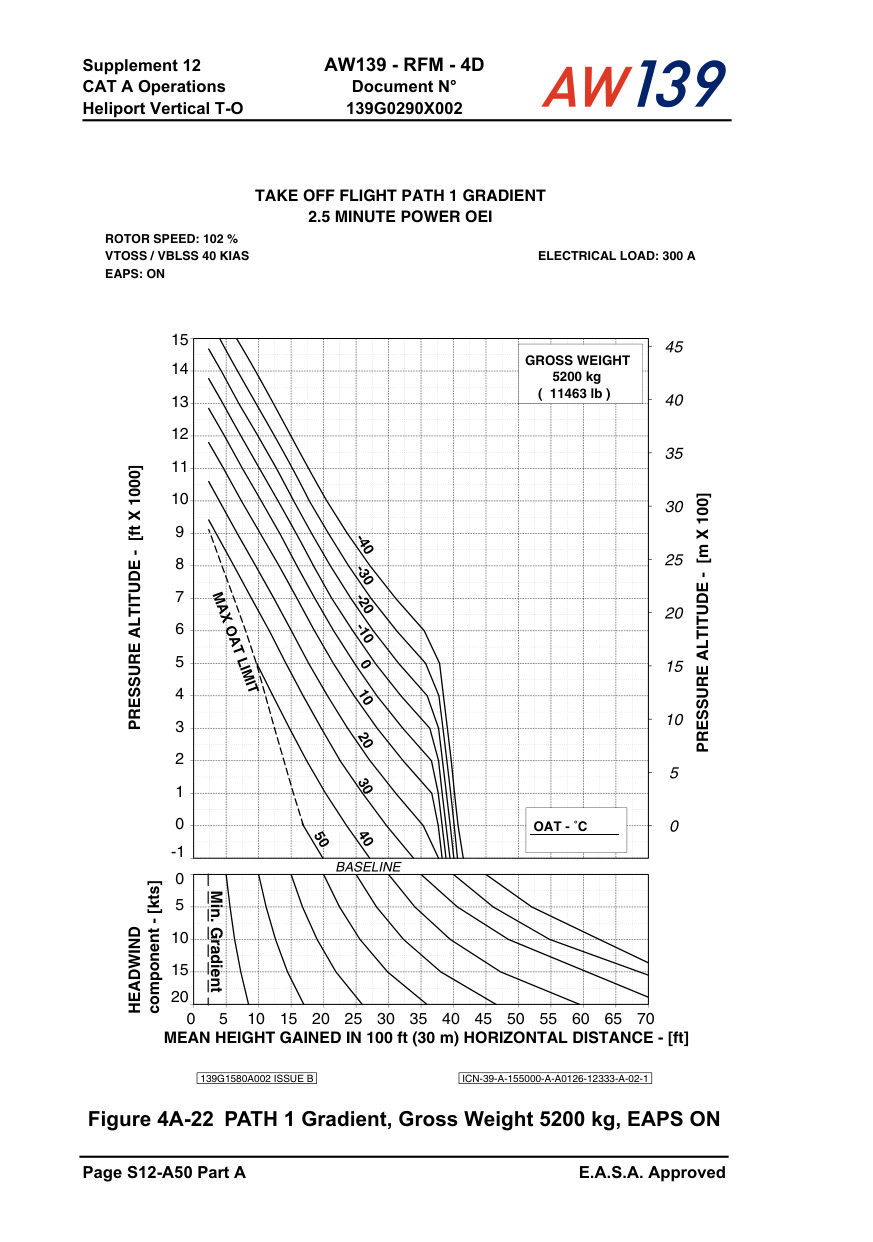 Supplement 12
CAT A Operations
Heliport Vertical T-O
AW139 - RFM - 4D
Document N°
139G0290X002
AW139
TAKE OFF FLIGHT PATH 1 GRADIENT
2.5 MINUTE POWER OEI
ROTOR SPEED: 102 %
VTOSS / VBLSS 40 KIAS
EAPS: ON
ELECTRICAL LOAD: 300 A
GROSS WEIGHT
5200 kg
( 11463 lb )
PRESSURE ALTITUDE - [ft X 1000]
15
14
13
12
11
10
9
8
7
6
5
4
3
2
1
0
-1
45
40
35
30
25
20
15
10
5
0
PRESSURE ALTITUDE - [m X 100]
-40
-30
-20
-10
0
10
20
30
40
50
MAX OAT LIMIT
OAT - ˚C
BASELINE
HEADWIND
component - [kts]
0
5
10
15
20
Min. Gradient
0 5 10 15 20 25 30 35 40 45 50 55 60 65 70
MEAN HEIGHT GAINED IN 100 ft (30 m) HORIZONTAL DISTANCE - [ft]
139G1580A002 ISSUE B
ICN-39-A-155000-A-A0126-12333-A-02-1
Figure 4A-22 PATH 1 Gradient, Gross Weight 5200 kg, EAPS ON
Page S12-A50 Part A
E.A.S.A. Approved